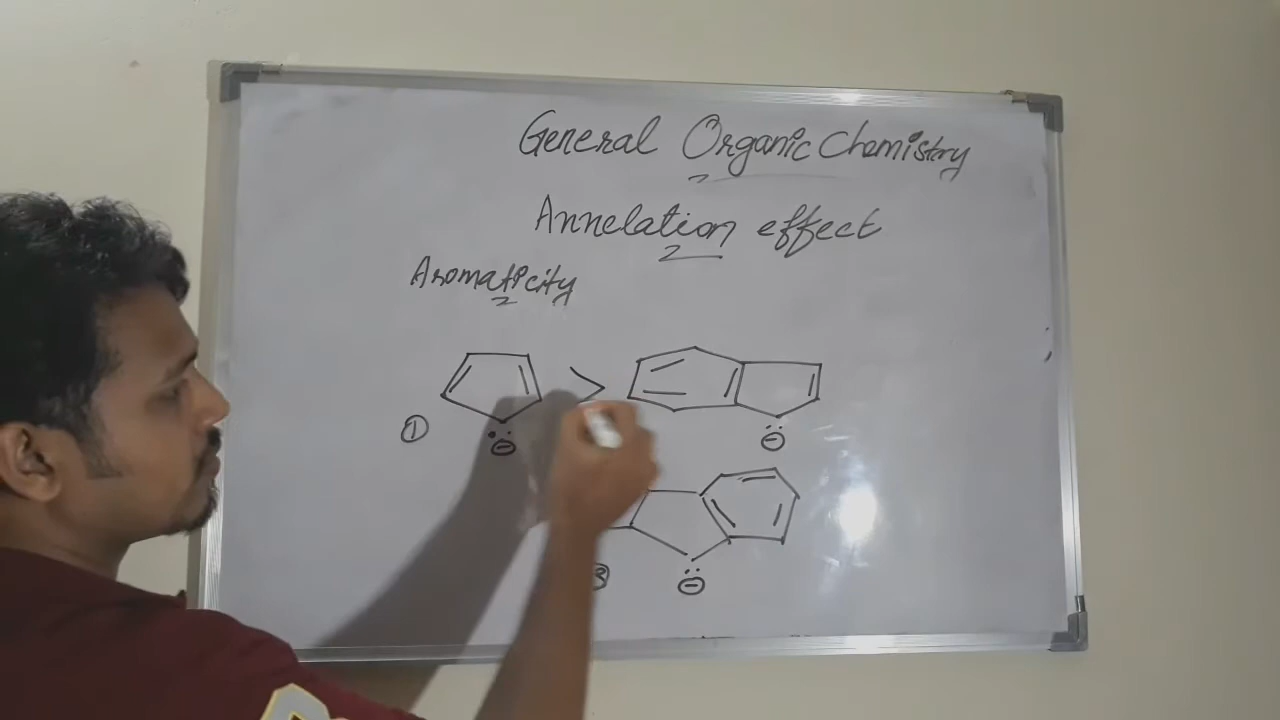 General Organic Chemistry
Annelation effect
Aromaticity
>
①
⊖
⊖
3
⊖